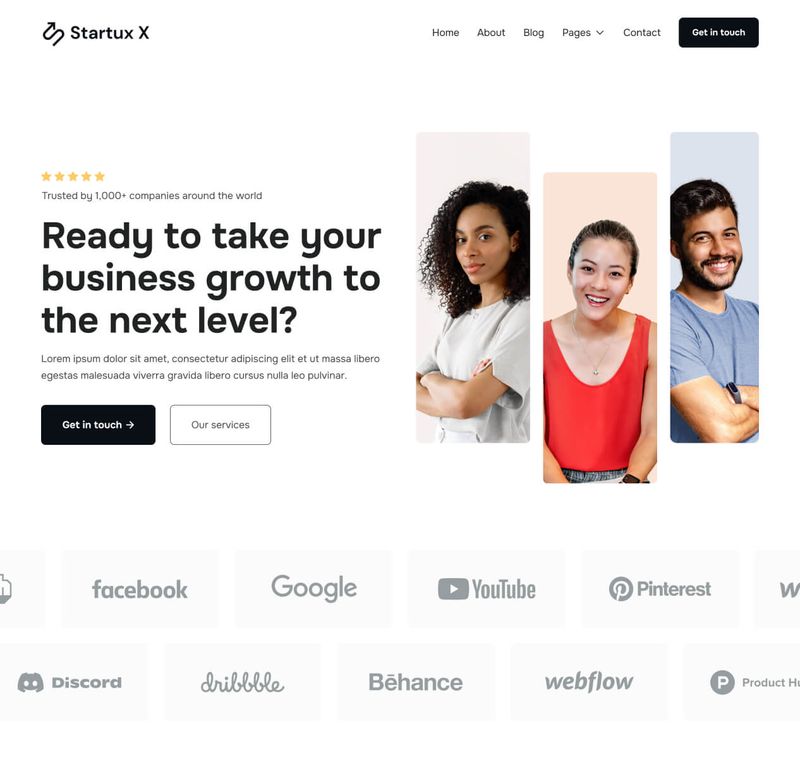 Startux X
Home About Blog Pages Contact Get in touch
Trusted by 1,000+ companies around the world
Ready to take your
business growth to
the next level?
Lorem ipsum dolor sit amet, consectetur adipiscing elit et ut massa libero
egestas malesuada viverra gravida libero cursus nulla leo pulvinar.
Get in touch → Our services
facebook Google YouTube Pinterest
Discord dribbble Bēhance webflow Product